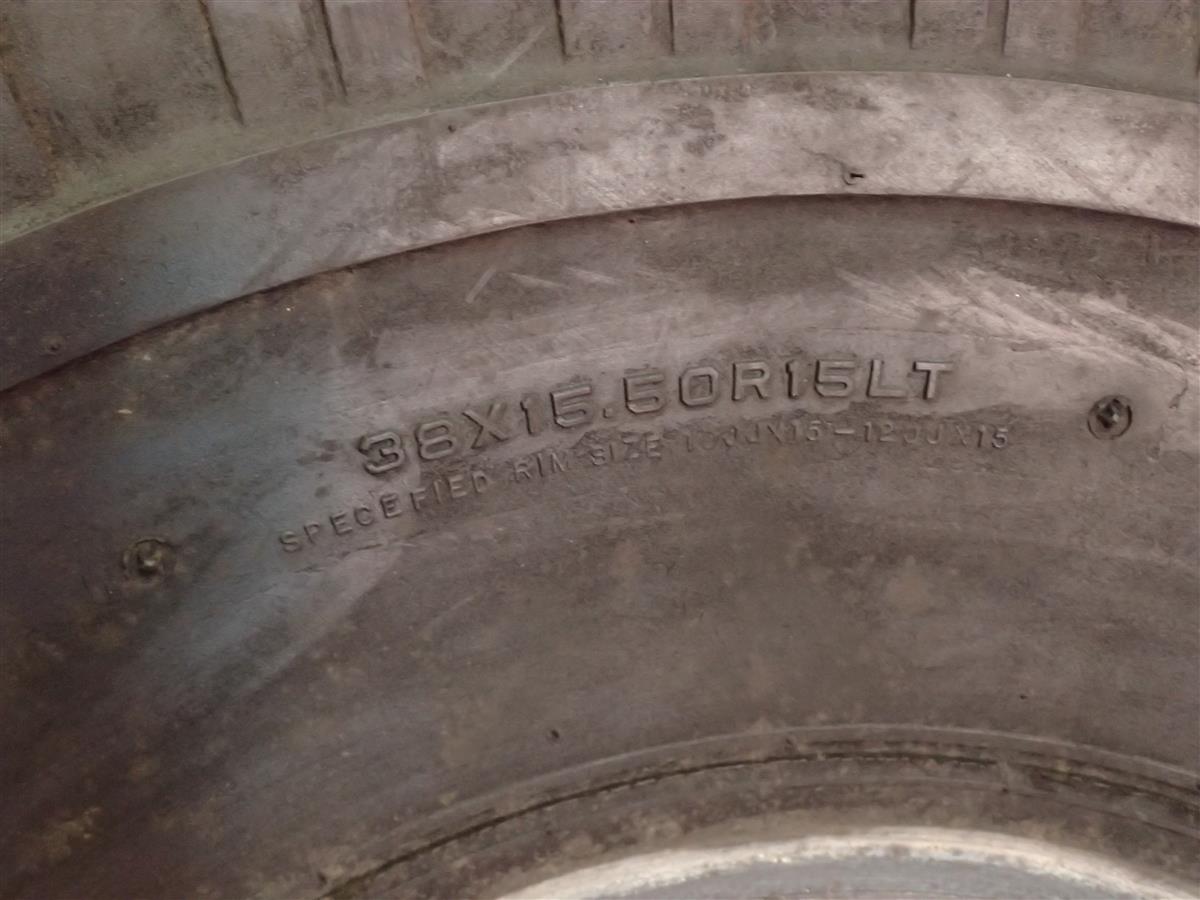 38X15.50R15LT
SPECEFIED RIM SIZE 10JJX15-12JJX15